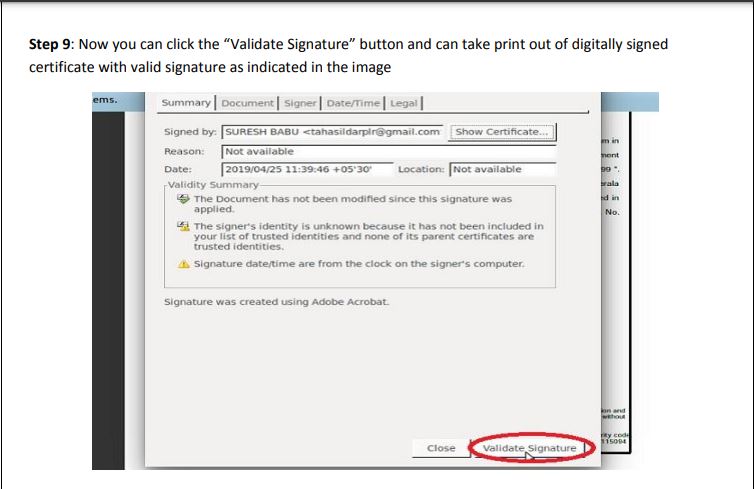 Step 9: Now you can click the “Validate Signature” button and can take print out of digitally signed
certificate with valid signature as indicated in the image
ems.
Summary Document Signer Date/Time Legal
Signed by: SURESH BABU <tahasildarplr@gmail.com Show Certificate...
Reason: Not available
Date: 2019/04/25 11:39:46 +05'30' Location: Not available
Validity Summary
The Document has not been modified since this signature was
applied.
The signer's identity is unknown because it has not been included in
your list of trusted identities and none of its parent certificates are
trusted identities.
Signature date/time are from the clock on the signer's computer.
Signature was created using Adobe Acrobat.
m in
ment
99 ".
erala
ed in
No.
ion and
without
rity code
115094
Close Validate Signature